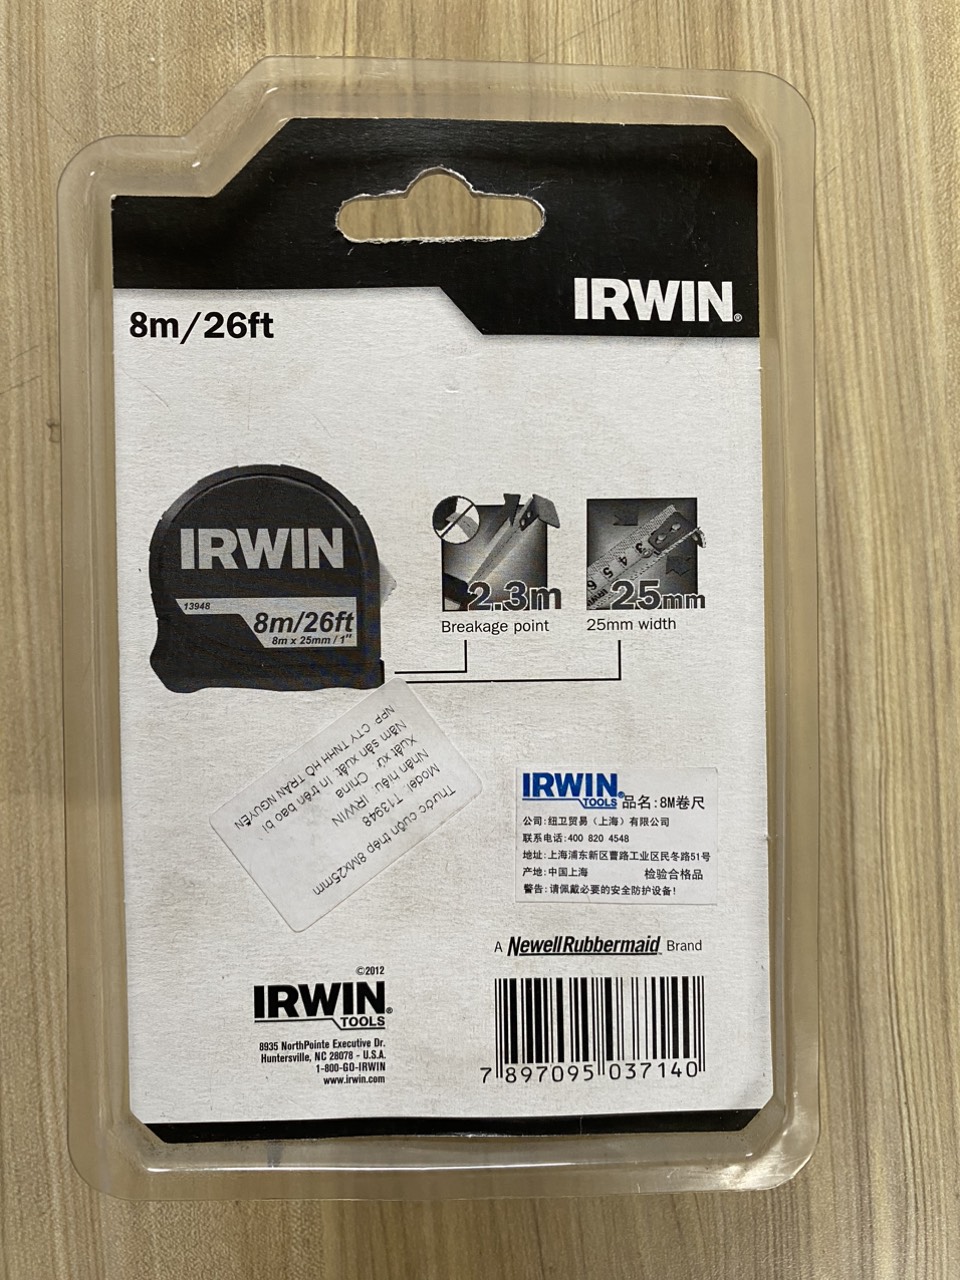 IRWIN®
8m/26ft
IRWIN
13948
8m/26ft
8m x 25mm / 1"
2.3m
Breakage point
3 4 5 6
25mm
25mm width
Thước cuộn thép 8Mx25mm
Model: T13948
Nhãn hiệu: IRWIN
Xuất xứ: China
Năm sản xuất: in trên bao bì
NPP: CTY TNHH HỒ TRẦN NGUYÊN
IRWIN®
TOOLS 品名:8M卷尺
公司:纽卫贸易(上海)有限公司
联系电话:400 820 4548
地址:上海浦东新区曹路工业区民冬路51号
产地:中国上海 检验合格品
警告:请佩戴必要的安全防护设备!
A NewellRubbermaid™ Brand
©2012
IRWIN®
TOOLS
8935 NorthPointe Executive Dr.
Huntersville, NC 28078 - U.S.A.
1-800-GO-IRWIN
www.irwin.com
7 897095 037140